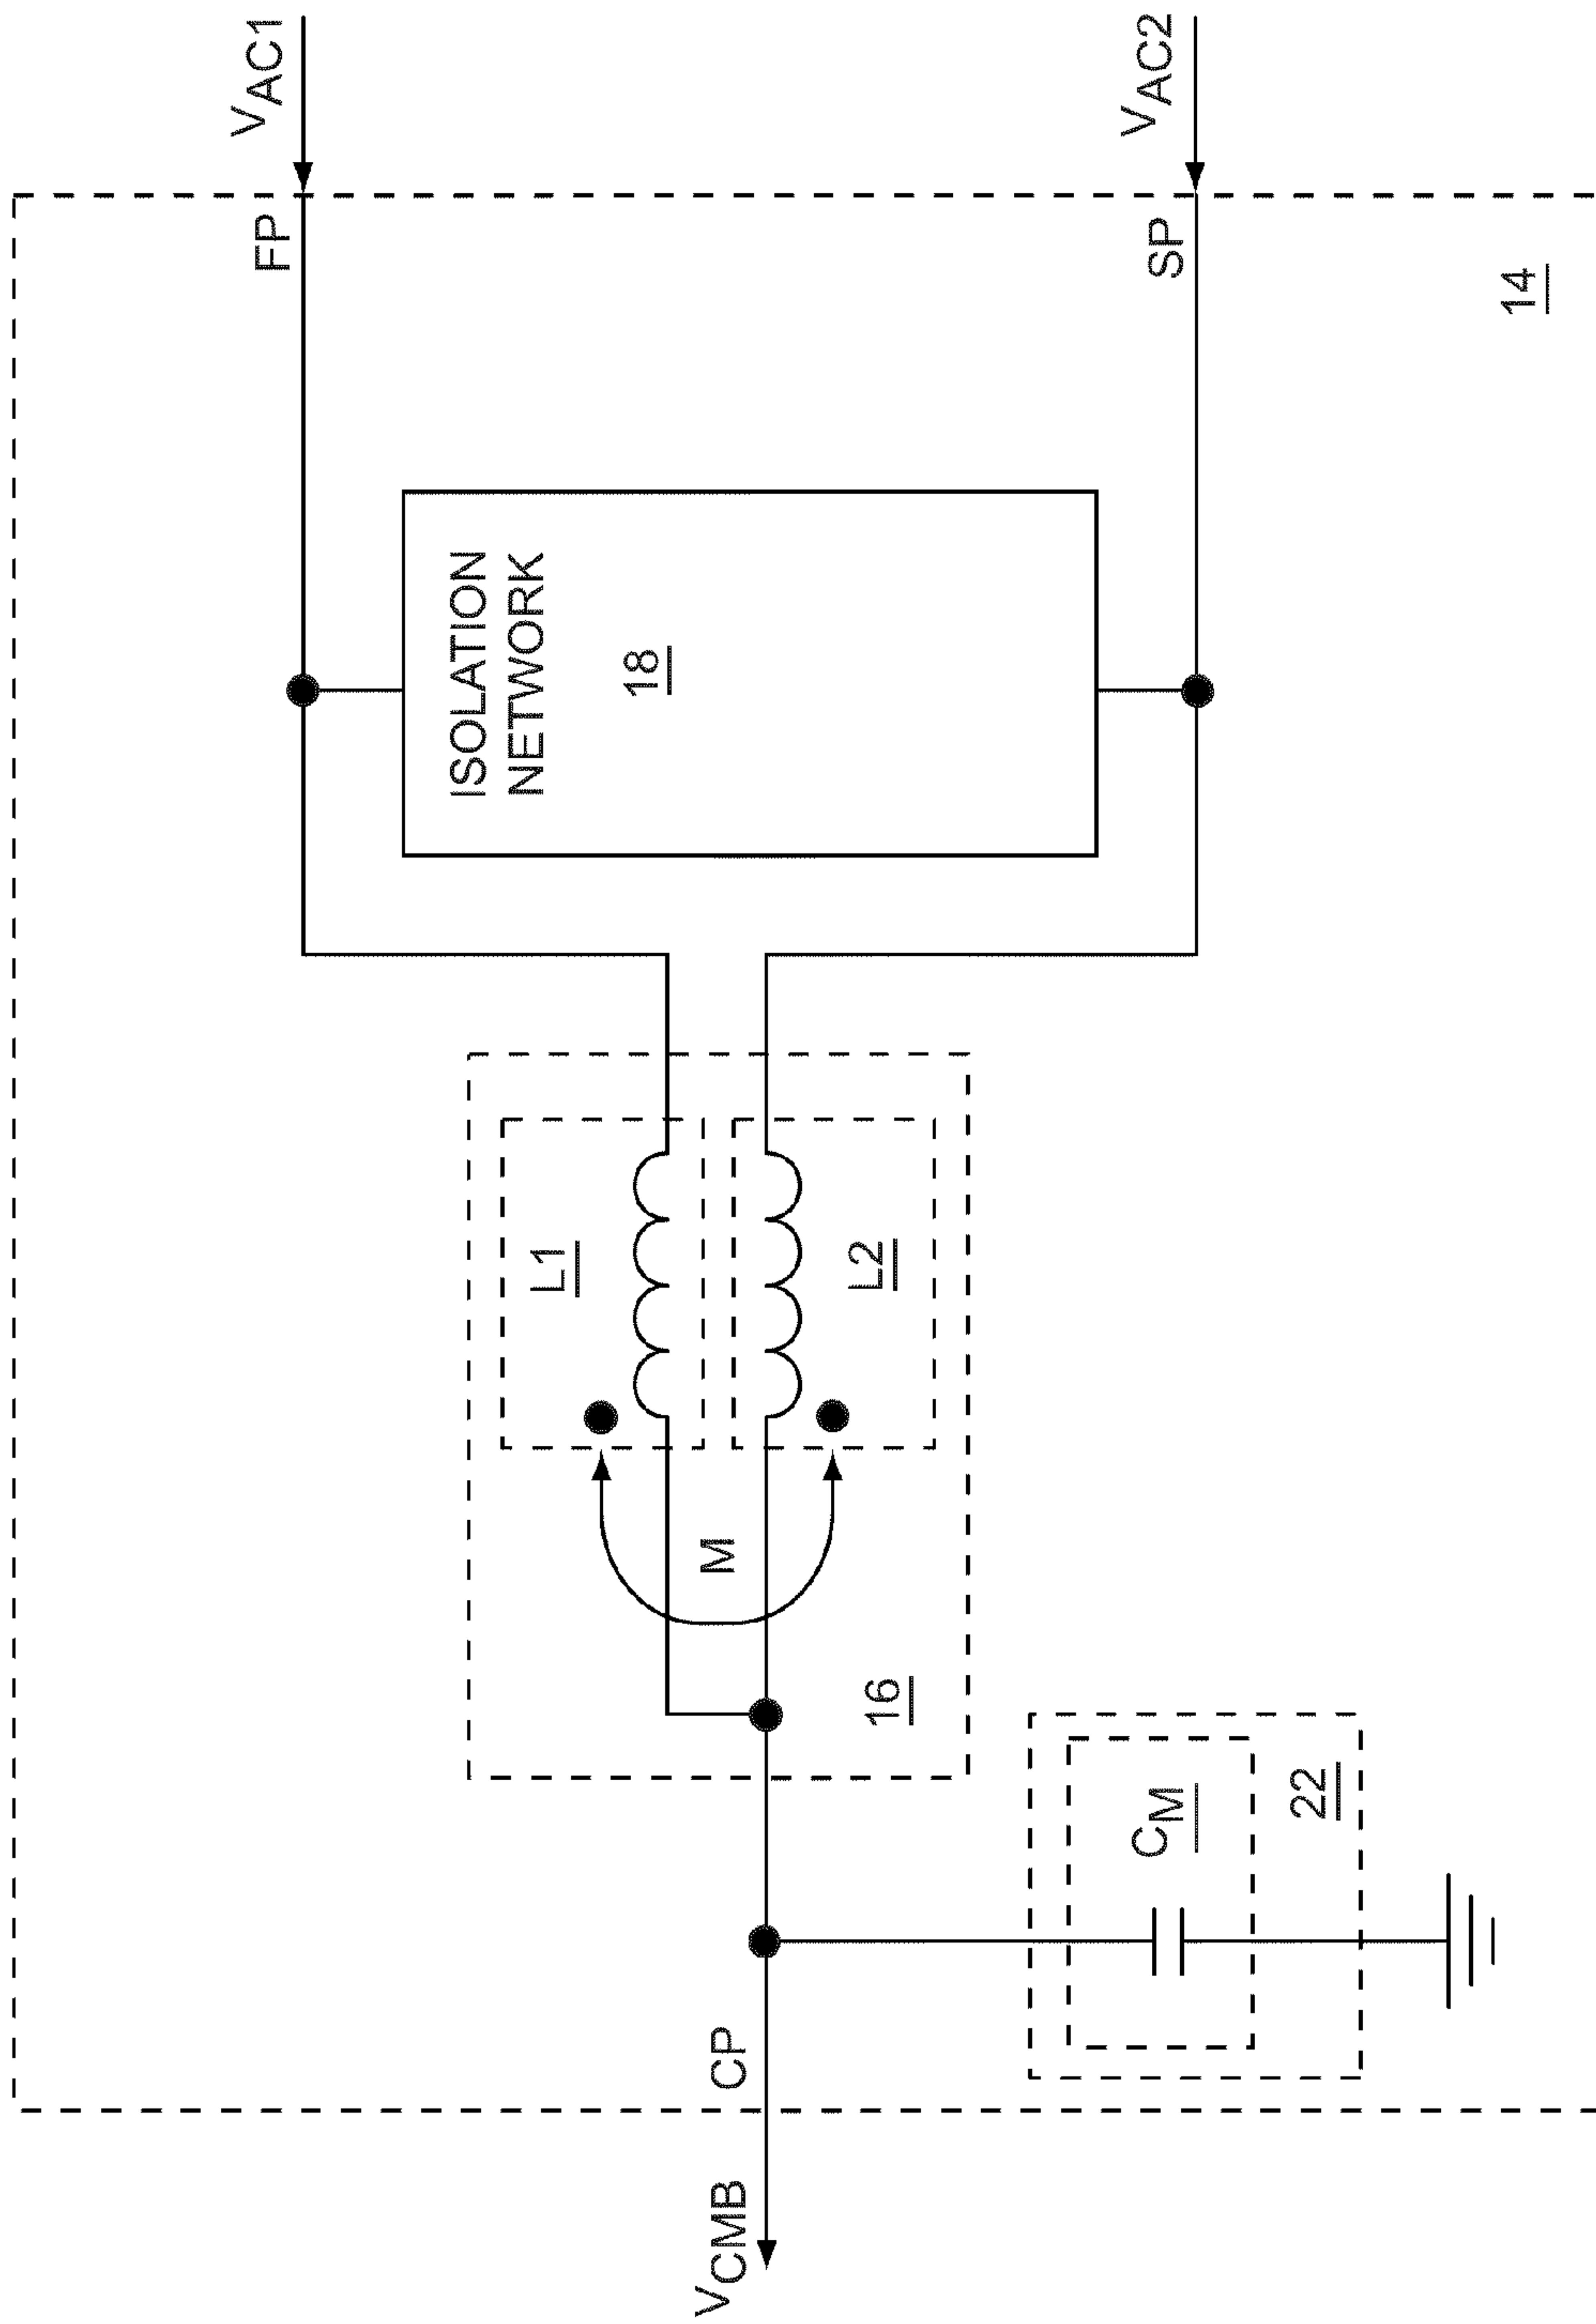 VAC1
FP
VAC2
SP
14
ISOLATION
NETWORK
18
L1
L2
M
16
CM
22
CP
VCMB